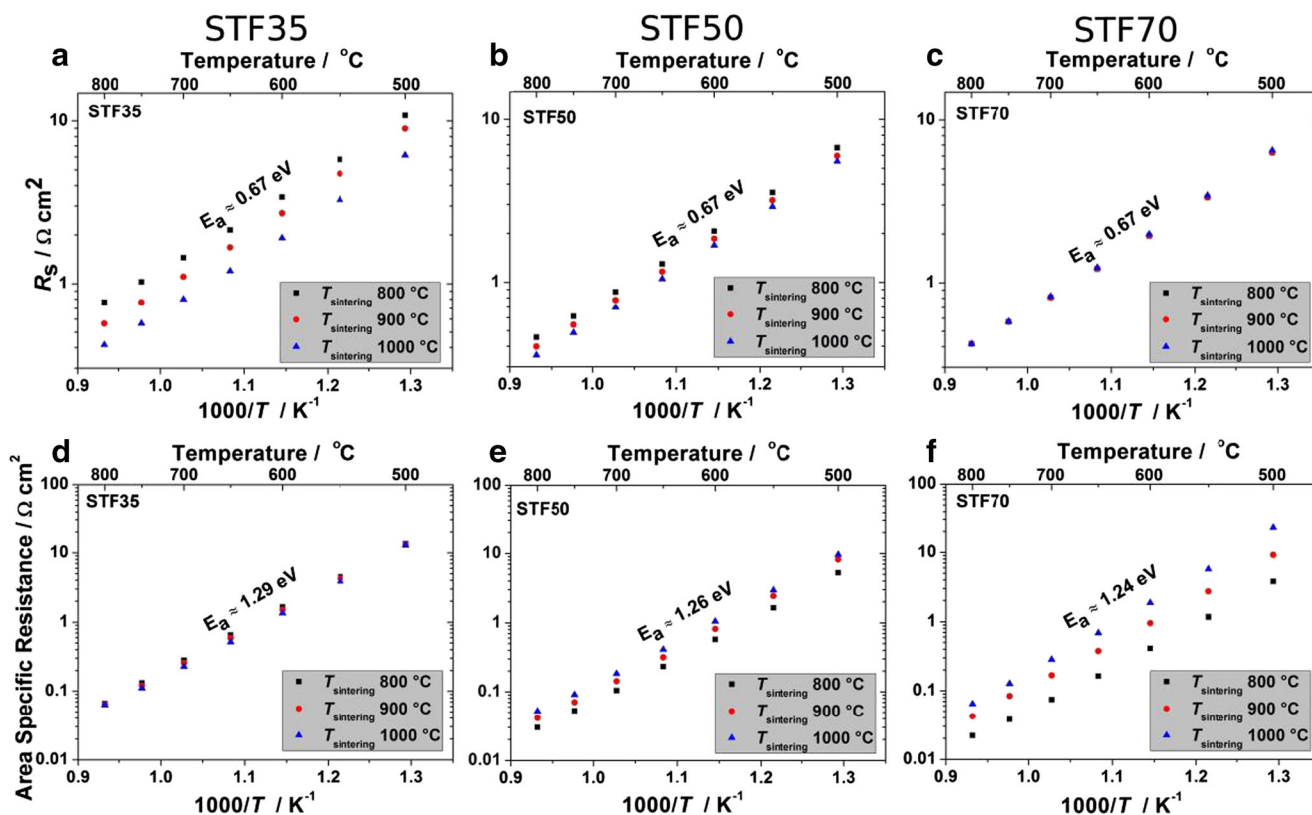 STF35
STF50
STF70
a
Temperature / °C
800
700
600
500
STF35
10
1
R_s / Ω cm²
E_a ≈ 0.67 eV
T_sintering 800 °C
T_sintering 900 °C
T_sintering 1000 °C
0.9
1.0
1.1
1.2
1.3
1000/T / K⁻¹
b
Temperature / °C
800
700
600
500
STF50
10
1
E_a ≈ 0.67 eV
T_sintering 800 °C
T_sintering 900 °C
T_sintering 1000 °C
0.9
1.0
1.1
1.2
1.3
1000/T / K⁻¹
c
Temperature / °C
800
700
600
500
STF70
10
1
E_a ≈ 0.67 eV
T_sintering 800 °C
T_sintering 900 °C
T_sintering 1000 °C
0.9
1.0
1.1
1.2
1.3
1000/T / K⁻¹
d
Temperature / °C
800
700
600
500
STF35
100
10
1
0.1
0.01
Area Specific Resistance / Ω cm²
E_a ≈ 1.29 eV
T_sintering 800 °C
T_sintering 900 °C
T_sintering 1000 °C
0.9
1.0
1.1
1.2
1.3
1000/T / K⁻¹
e
Temperature / °C
800
700
600
500
STF50
100
10
1
0.1
0.01
E_a ≈ 1.26 eV
T_sintering 800 °C
T_sintering 900 °C
T_sintering 1000 °C
0.9
1.0
1.1
1.2
1.3
1000/T / K⁻¹
f
Temperature / °C
800
700
600
500
STF70
100
10
1
0.1
0.01
E_a ≈ 1.24 eV
T_sintering 800 °C
T_sintering 900 °C
T_sintering 1000 °C
0.9
1.0
1.1
1.2
1.3
1000/T / K⁻¹